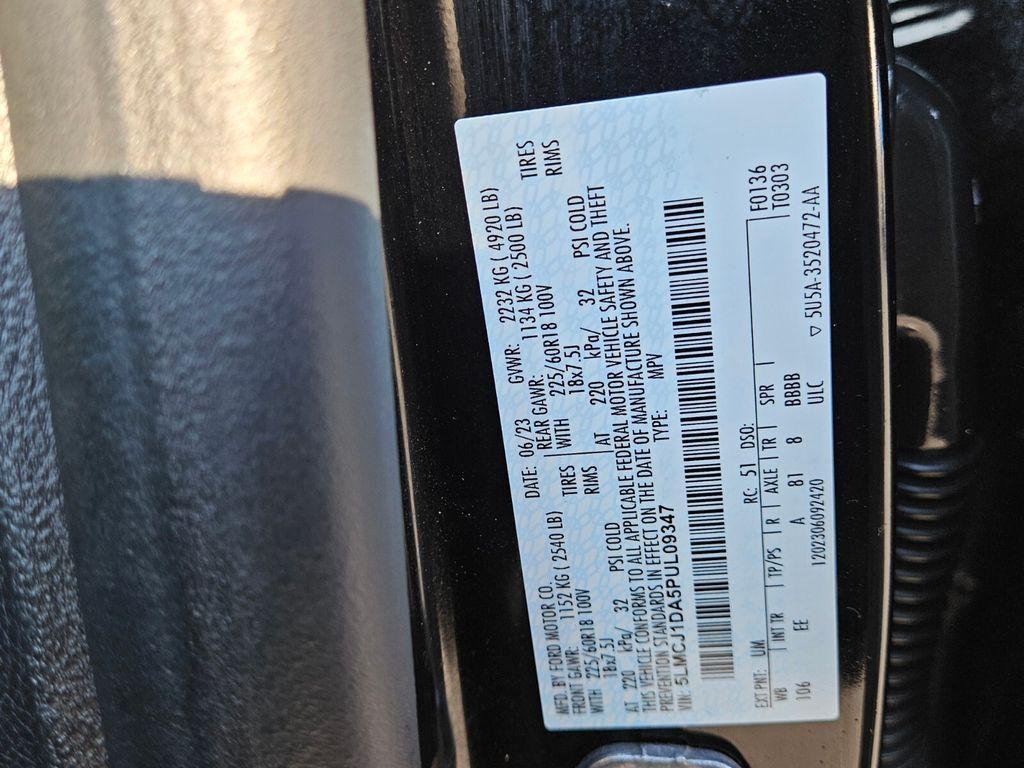 MFD. BY FORD MOTOR CO. DATE: 06/23 GVWR: 2232 KG ( 4920 LB)
FRONT GAWR: 1152 KG ( 2540 LB) REAR GAWR: 1134 KG ( 2500 LB)
WITH 225/60R18 100V TIRES WITH 225/60R18 100V TIRES
18x7.5J RIMS 18x7.5J RIMS
AT 220 kPa/ 32 PSI COLD AT 220 kPa/ 32 PSI COLD
THIS VEHICLE CONFORMS TO ALL APPLICABLE FEDERAL MOTOR VEHICLE SAFETY AND THEFT
PREVENTION STANDARDS IN EFFECT ON THE DATE OF MANUFACTURE SHOWN ABOVE.
VIN: 5LMCJ1DA5PUL09347 TYPE: MPV
EXT PNT: UM RC: 51 DSO: F0136
WB INT TR TP/PS R AXLE TR SPR T0303
106 EE A 81 8 BBBB
1202306092420 ULC ▽ 5U5A-3520472-AA